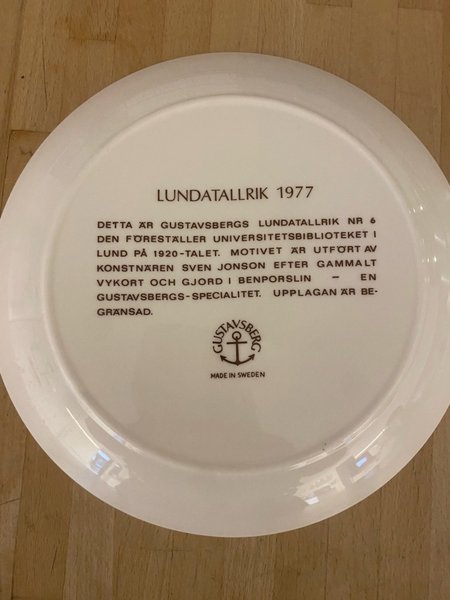 LUNDATALLRIK 1977
DETTA ÄR GUSTAVSBERGS LUNDATALLRIK NR 6
DEN FÖRESTÄLLER UNIVERSITETSBIBLIOTEKET I
LUND PÅ 1920-TALET. MOTIVET ÄR UTFÖRT AV
KONSTNÄREN SVEN JONSON EFTER GAMMALT
VYKORT OCH GJORD I BENPORSLIN – EN
GUSTAVSBERGS-SPECIALITET. UPPLAGAN ÄR BE-
GRÄNSAD.
GUSTAVSBERG
MADE IN SWEDEN